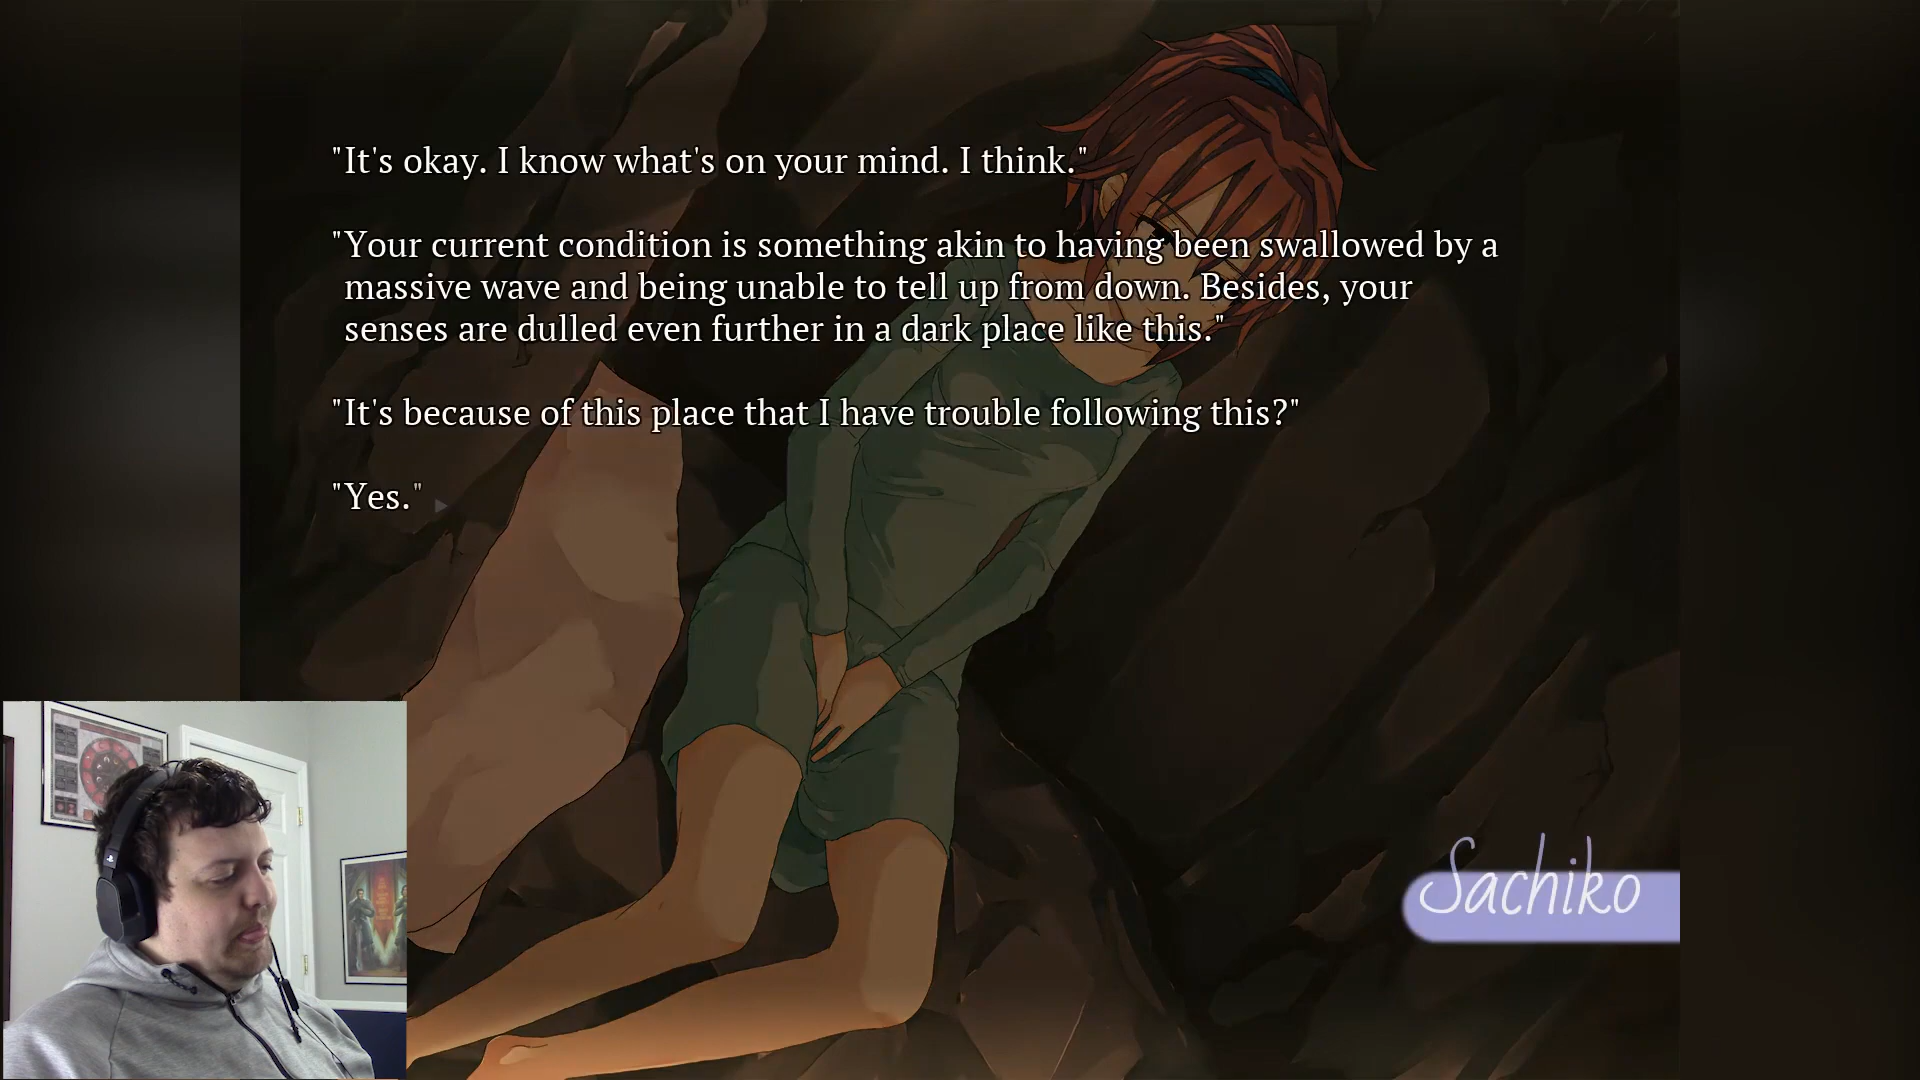 "It's okay. I know what's on your mind. I think."
"Your current condition is something akin to having been swallowed by a
massive wave and being unable to tell up from down. Besides, your
senses are dulled even further in a dark place like this."
"It's because of this place that I have trouble following this?"
"Yes."
Sachiko